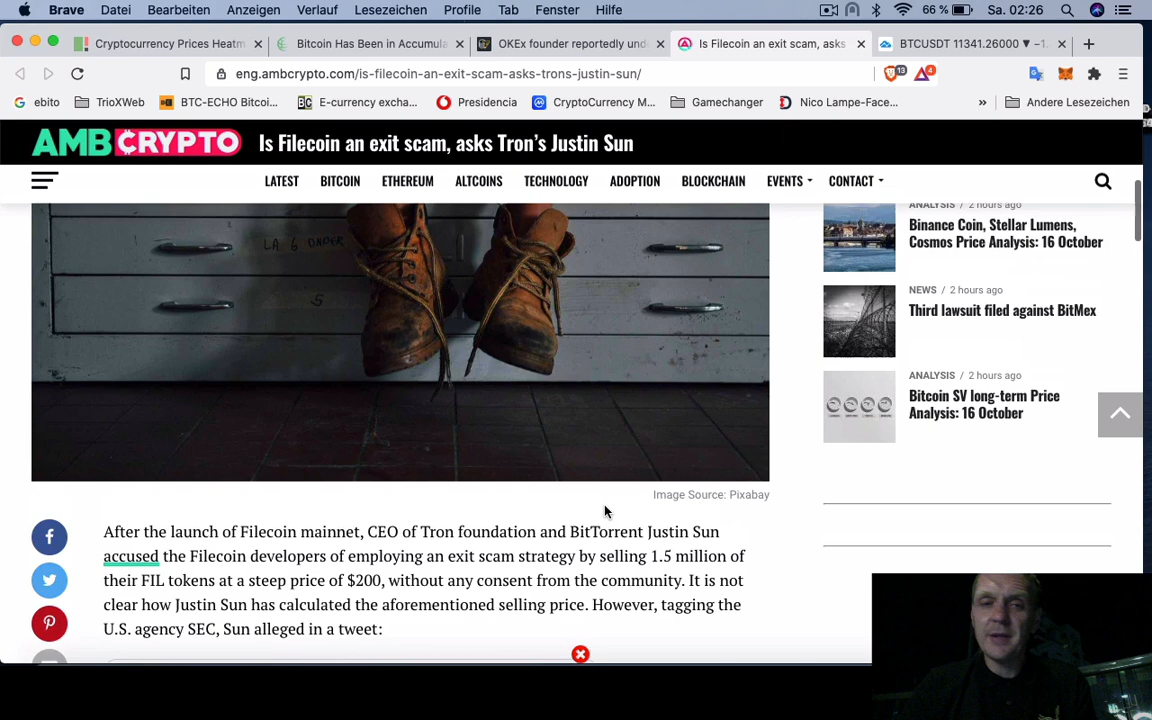 Brave Datei Bearbeiten Anzeigen Verlauf Lesezeichen Profile Tab Fenster Hilfe 66 % Sa. 02:26
Cryptocurrency Prices Heatm Bitcoin Has Been in Accumula OKEx founder reportedly und Is Filecoin an exit scam, asks BTCUSDT 11341.26000 ▼ −1.
eng.ambcrypto.com/is-filecoin-an-exit-scam-asks-trons-justin-sun/ 13 4
ebito TrioXWeb BTC-ECHO Bitcoi... E-currency excha... Presidencia CryptoCurrency M... Gamechanger Nico Lampe-Face... » Andere Lesezeichen
AMBCRYPTO Is Filecoin an exit scam, asks Tron's Justin Sun
LATEST BITCOIN ETHEREUM ALTCOINS TECHNOLOGY ADOPTION BLOCKCHAIN EVENTS CONTACT
ANALYSIS / 2 hours ago
Binance Coin, Stellar Lumens,
Cosmos Price Analysis: 16 October
NEWS / 2 hours ago
Third lawsuit filed against BitMex
ANALYSIS / 2 hours ago
Bitcoin SV long-term Price
Analysis: 16 October
5
Image Source: Pixabay
After the launch of Filecoin mainnet, CEO of Tron foundation and BitTorrent Justin Sun
accused the Filecoin developers of employing an exit scam strategy by selling 1.5 million of
their FIL tokens at a steep price of $200, without any consent from the community. It is not
clear how Justin Sun has calculated the aforementioned selling price. However, tagging the
U.S. agency SEC, Sun alleged in a tweet: